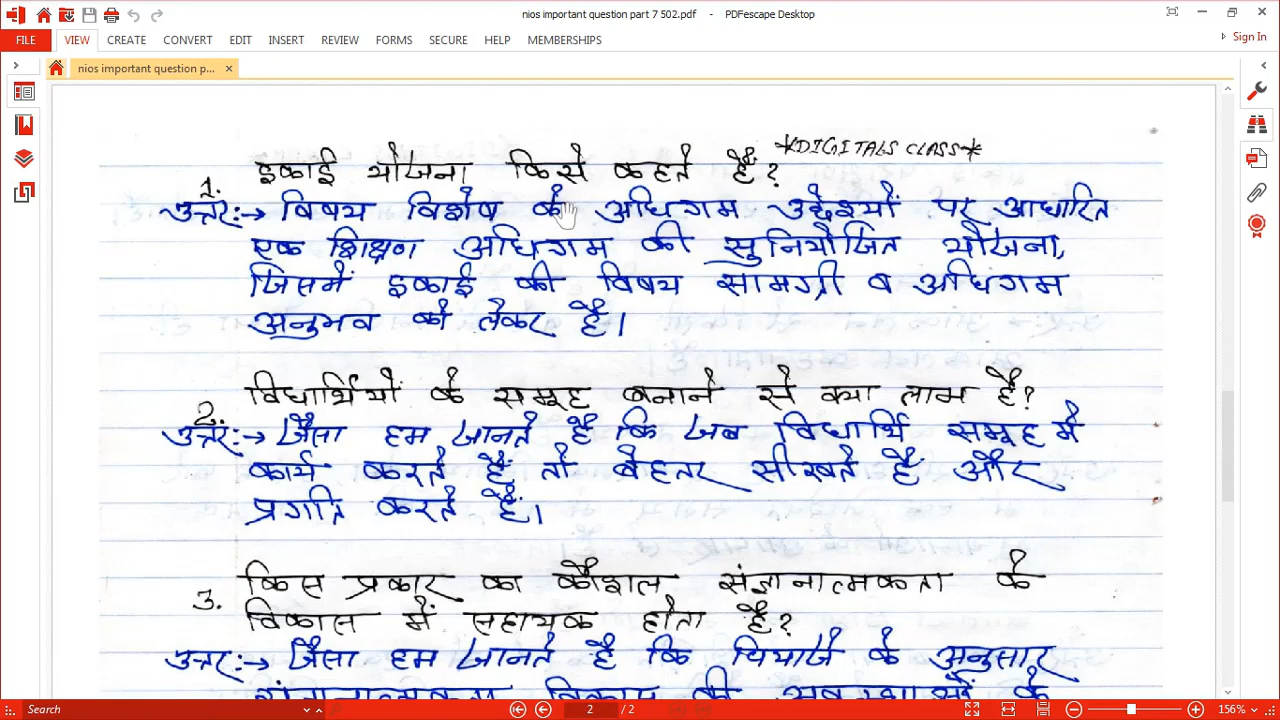 nios important question part 7 502.pdf - PDFescape Desktop
FILE VIEW CREATE CONVERT EDIT INSERT REVIEW FORMS SECURE HELP MEMBERSHIPS Sign In
nios important question p...
*DIGITALS CLASS*
1. इकाई योजना किसे कहते हैं?
उत्तर:→ विषय विशेष के अधिगम उद्देश्यों पर आधारित
एक शिक्षण अधिगम की सुनियोजित योजना,
जिसमें इकाई की विषय सामग्री व अधिगम
अनुभव को लेकर है।
2. विधार्थियों के समूह बनाने से क्या लाभ है?
उत्तर:→ जैसा हम जानते है कि जब विधार्थि समूह में
कार्य करते हैं, तो बेहतर सीखते है और
प्रगति करते हैं।
3. किस प्रकार का कौशल संज्ञानात्मकता के
विकास में सहायक होता है?
उत्तर:→ जैसा हम जानते है कि पियाजे के अनुसार
संज्ञानात्मकता विकास की अवस्थाओं के
Search 2 / 2 156%